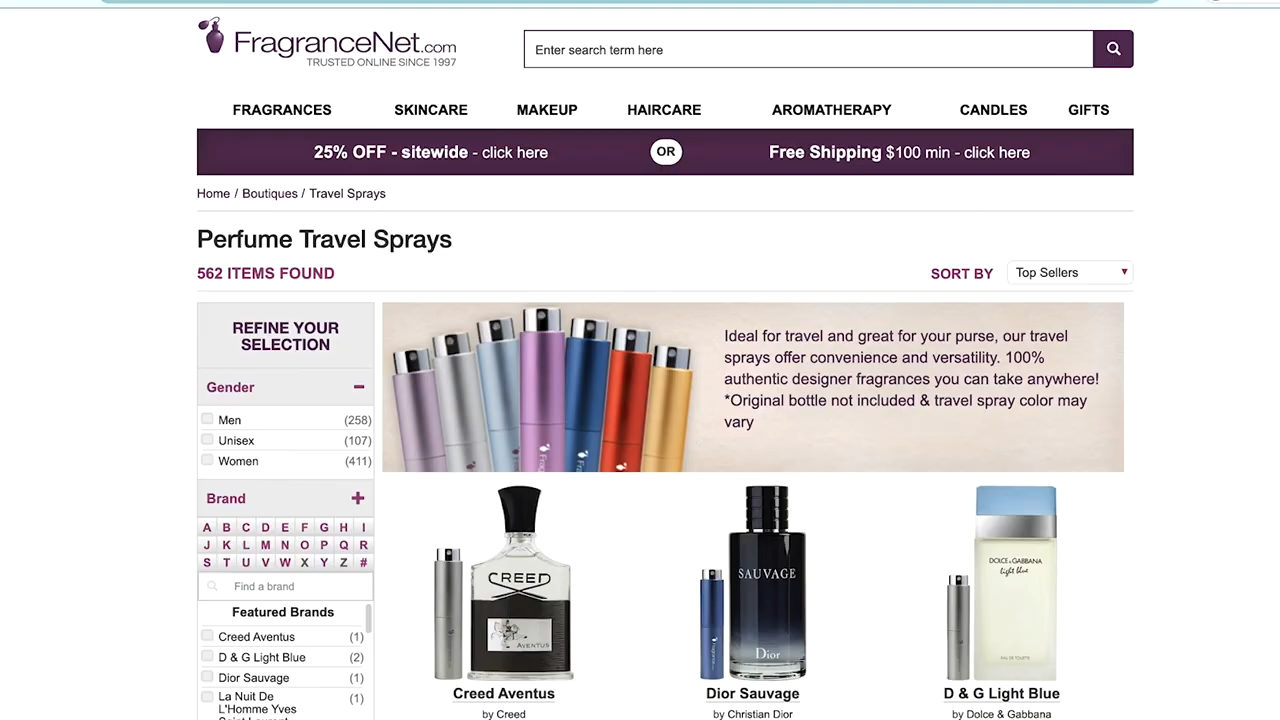 FragranceNet.com
TRUSTED ONLINE SINCE 1997
Enter search term here
FRAGRANCES SKINCARE MAKEUP HAIRCARE AROMATHERAPY CANDLES GIFTS
25% OFF - sitewide - click here OR Free Shipping $100 min - click here
Home / Boutiques / Travel Sprays
Perfume Travel Sprays
562 ITEMS FOUND
SORT BY Top Sellers
REFINE YOUR
SELECTION
Gender
Men (258)
Unisex (107)
Women (411)
Brand
A B C D E F G H I
J K L M N O P Q R
S T U V W X Y Z #
Find a brand
Featured Brands
Creed Aventus (1)
D & G Light Blue (2)
Dior Sauvage (1)
La Nuit De (1)
L'Homme Yves
Saint Laurent
Ideal for travel and great for your purse, our travel
sprays offer convenience and versatility. 100%
authentic designer fragrances you can take anywhere!
*Original bottle not included & travel spray color may
vary
CREED
AVENTUS
Creed Aventus
by Creed
SAUVAGE
Dior
Dior Sauvage
by Christian Dior
DOLCE & GABBANA
light blue
EAU DE TOILETTE
D & G Light Blue
by Dolce & Gabbana